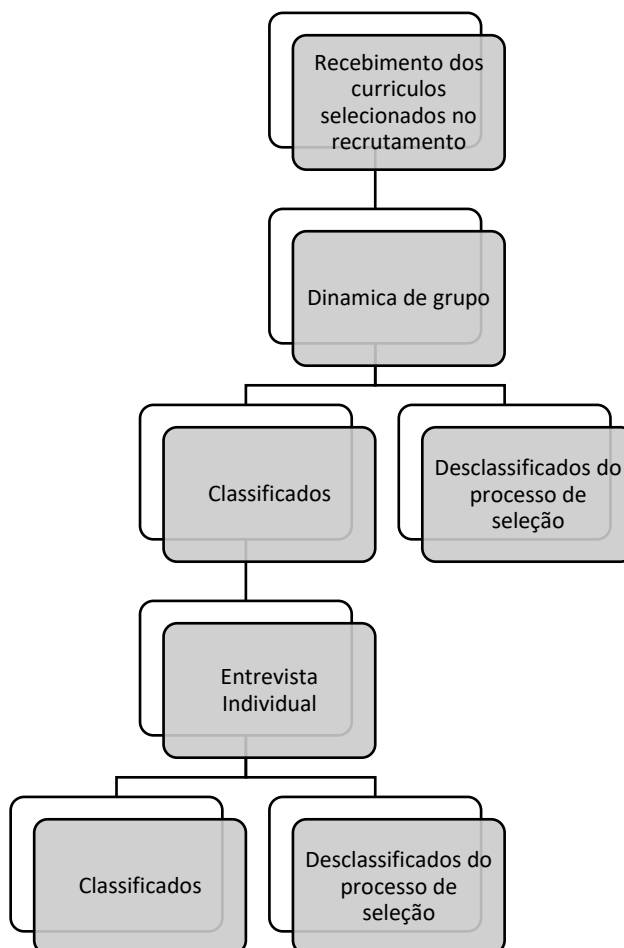 Recebimento dos
curriculos
selecionados no
recrutamento
Dinamica de grupo
Classificados
Desclassificados do
processo de
seleção
Entrevista
Individual
Classificados
Desclassificados do
processo de
seleção